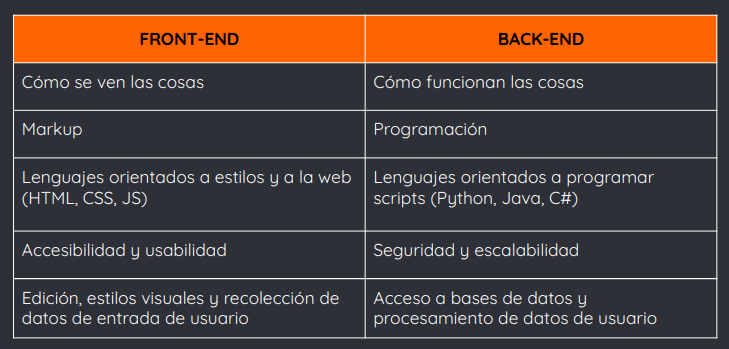 FRONT-END
BACK-END
Cómo se ven las cosas
Cómo funcionan las cosas
Markup
Programación
Lenguajes orientados a estilos y a la web
(HTML, CSS, JS)
Lenguajes orientados a programar
scripts (Python, Java, C#)
Accesibilidad y usabilidad
Seguridad y escalabilidad
Edición, estilos visuales y recolección de
datos de entrada de usuario
Acceso a bases de datos y
procesamiento de datos de usuario